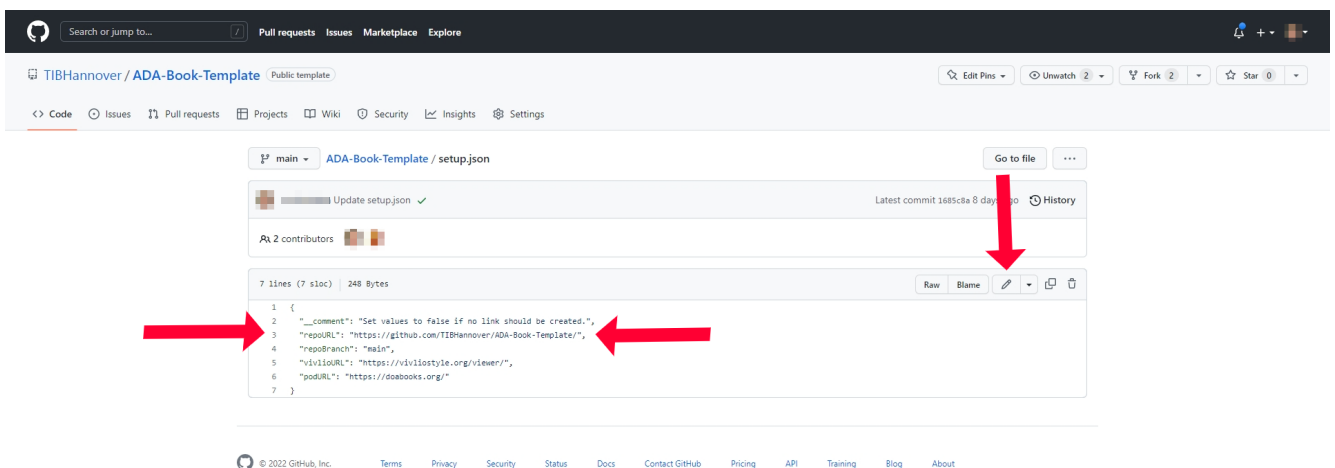 Search or jump to... / Pull requests Issues Marketplace Explore
TIBHannover / ADA-Book-Template Public template Edit Pins Unwatch 2 Fork 2 Star 0
<> Code Issues Pull requests Projects Wiki Security Insights Settings
main ADA-Book-Template / setup.json Go to file ...
Update setup.json Latest commit 1685c8a 8 days ago History
2 contributors
7 lines (7 sloc) 248 Bytes Raw Blame
1 {
2 "__comment": "Set values to false if no link should be created.",
3 "repoURL": "https://github.com/TIBHannover/ADA-Book-Template/",
4 "repoBranch": "main",
5 "vivlioURL": "https://vivliostyle.org/viewer/",
6 "podURL": "https://doabooks.org/"
7 }
© 2022 GitHub, Inc. Terms Privacy Security Status Docs Contact GitHub Pricing API Training Blog About